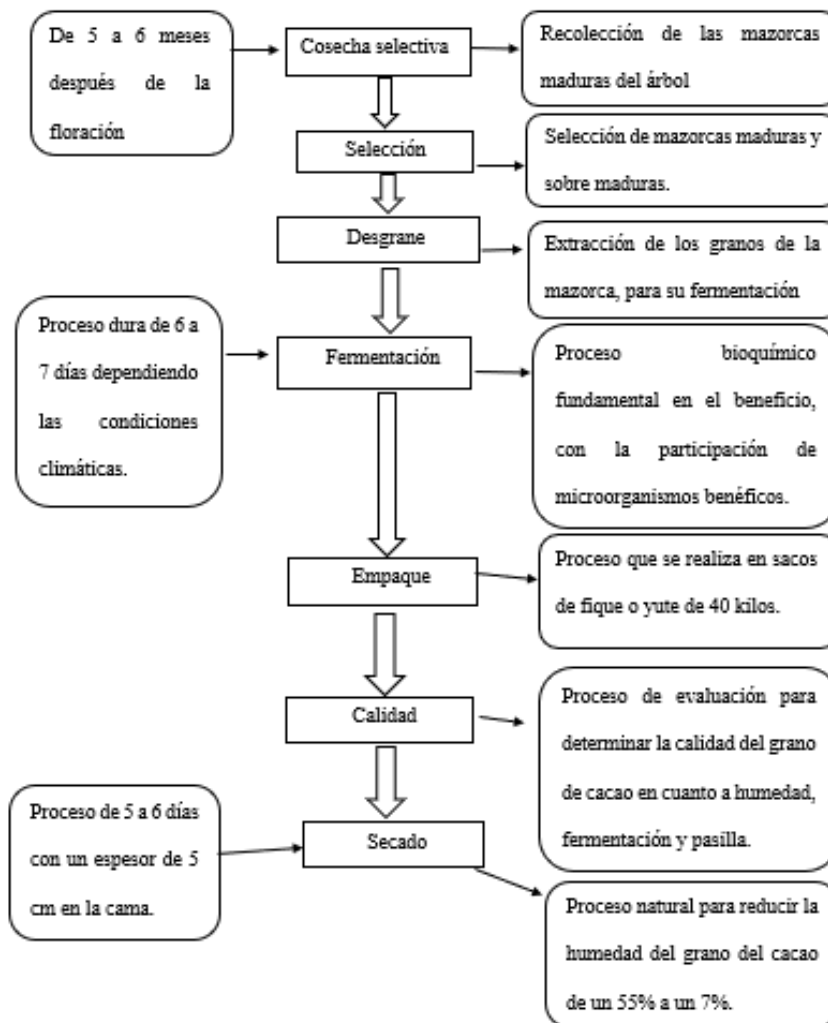 De 5 a 6 meses
después de la
floración
Cosecha selectiva
Recolección de las mazorcas
maduras del árbol
Selección
Selección de mazorcas maduras y
sobre maduras.
Desgrane
Extracción de los granos de la
mazorca, para su fermentación
Proceso dura de 6 a
7 días dependiendo
las condiciones
climáticas.
Fermentación
Proceso bioquímico
fundamental en el beneficio,
con la participación de
microorganismos benéficos.
Empaque
Proceso que se realiza en sacos
de fique o yute de 40 kilos.
Calidad
Proceso de evaluación para
determinar la calidad del grano
de cacao en cuanto a humedad,
fermentación y pasilla.
Proceso de 5 a 6 días
con un espesor de 5
cm en la cama.
Secado
Proceso natural para reducir la
humedad del grano del cacao
de un 55% a un 7%.